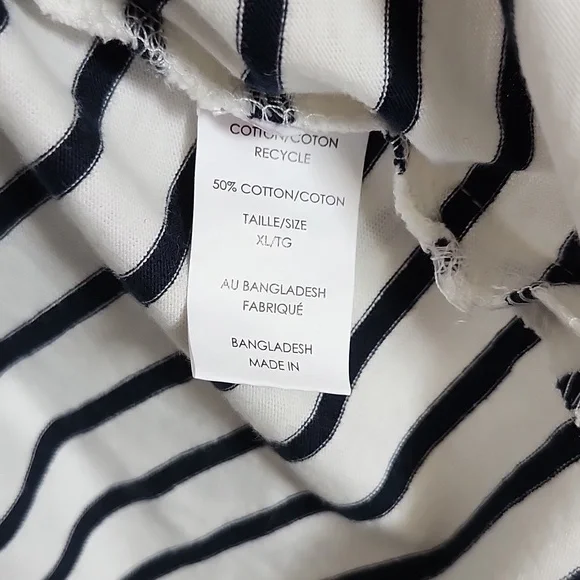 COTTON/COTON
RECYCLE
50% COTTON/COTON
TAILLE/SIZE
XL/TG
AU BANGLADESH
FABRIQUÉ
BANGLADESH
MADE IN